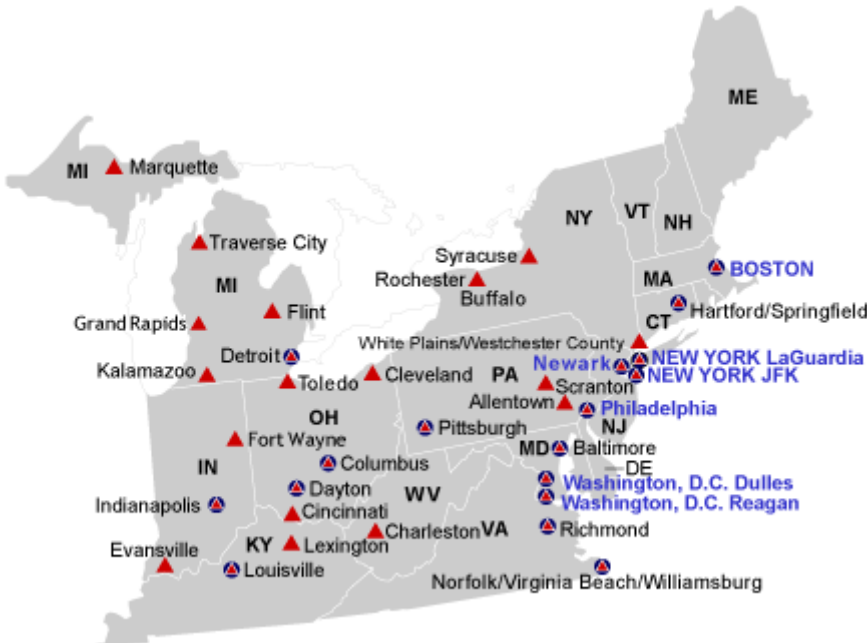 ME
MI
Marquette
NY
VT
NH
Traverse City
Syracuse
BOSTON
MI
Rochester
MA
Buffalo
Flint
Hartford/Springfield
Grand Rapids
CT
White Plains/Westchester County
Detroit
Newark
NEW YORK LaGuardia
Kalamazoo
Toledo
Cleveland
PA
NEW YORK JFK
Scranton
Allentown
Philadelphia
OH
Pittsburgh
NJ
Fort Wayne
MD
Baltimore
IN
Columbus
DE
Dayton
WV
Washington, D.C. Dulles
Indianapolis
Washington, D.C. Reagan
Cincinnati
Charleston
VA
Richmond
Evansville
KY
Lexington
Louisville
Norfolk/Virginia Beach/Williamsburg